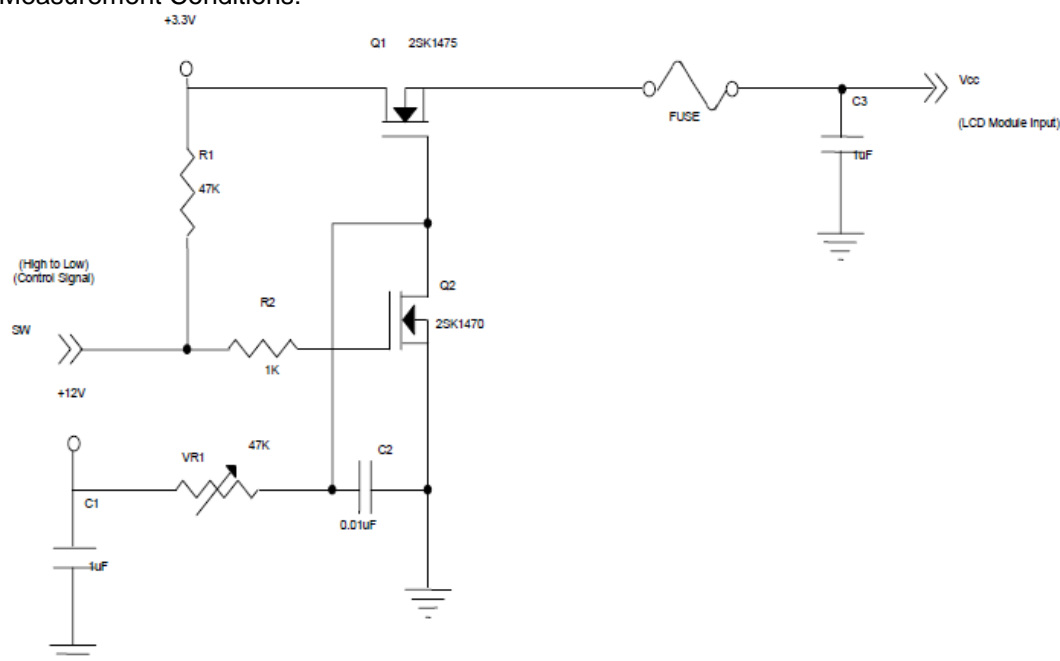 Measurement Conditions:
+3.3V
Q1 2SK1475
Vcc
C3
FUSE
(LCD Module Input)
R1
1uF
47K
(High to Low)
(Control Signal)
Q2
R2
2SK1470
SW
1K
+12V
47K
C2
VR1
C1
0.01uF
1uF